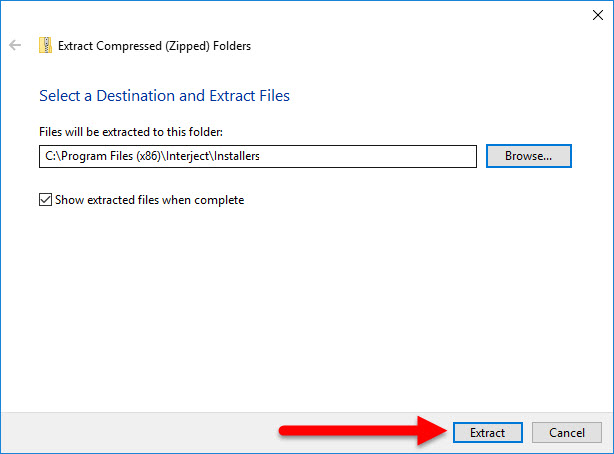 Extract Compressed (Zipped) Folders
Select a Destination and Extract Files
Files will be extracted to this folder:
C:\Program Files (x86)\Interject\Installers
Browse...
Show extracted files when complete
Extract
Cancel